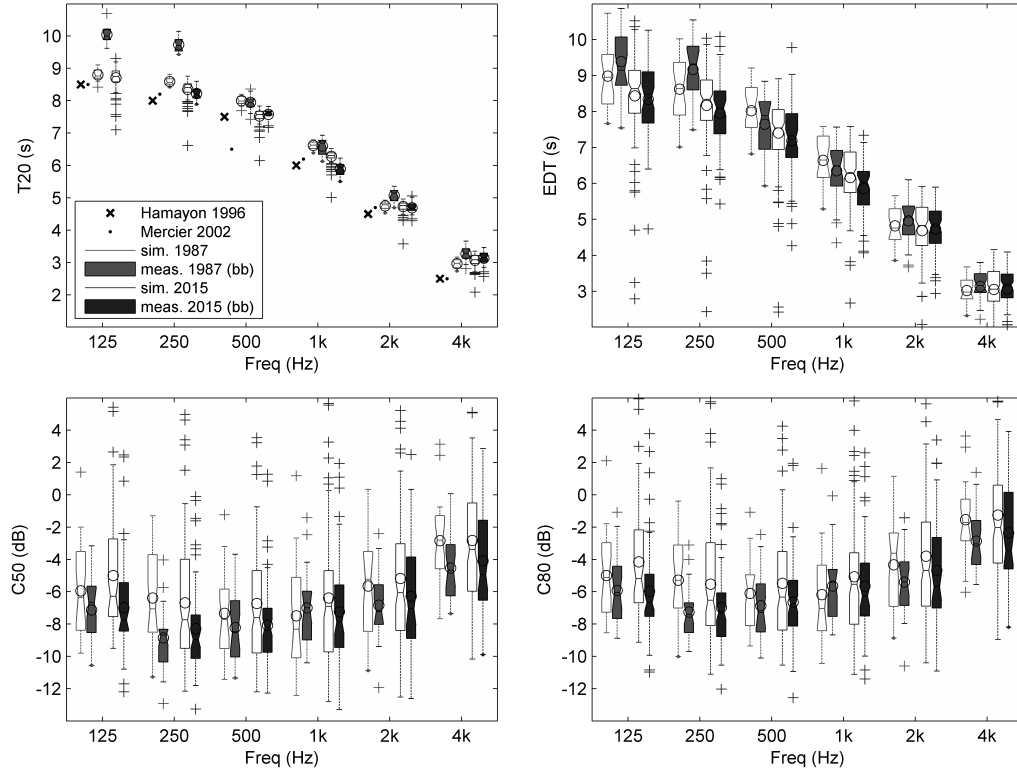 T20 (s)
10
9
8
7
6
5
4
3
2
Hamayon 1996
Mercier 2002
sim. 1987
meas. 1987 (bb)
sim. 2015
meas. 2015 (bb)
125 250 500 1k 2k 4k
Freq (Hz)
EDT (s)
10
9
8
7
6
5
4
3
125 250 500 1k 2k 4k
Freq (Hz)
C50 (dB)
4
2
0
-2
-4
-6
-8
-10
-12
125 250 500 1k 2k 4k
Freq (Hz)
C80 (dB)
4
2
0
-2
-4
-6
-8
-10
-12
125 250 500 1k 2k 4k
Freq (Hz)